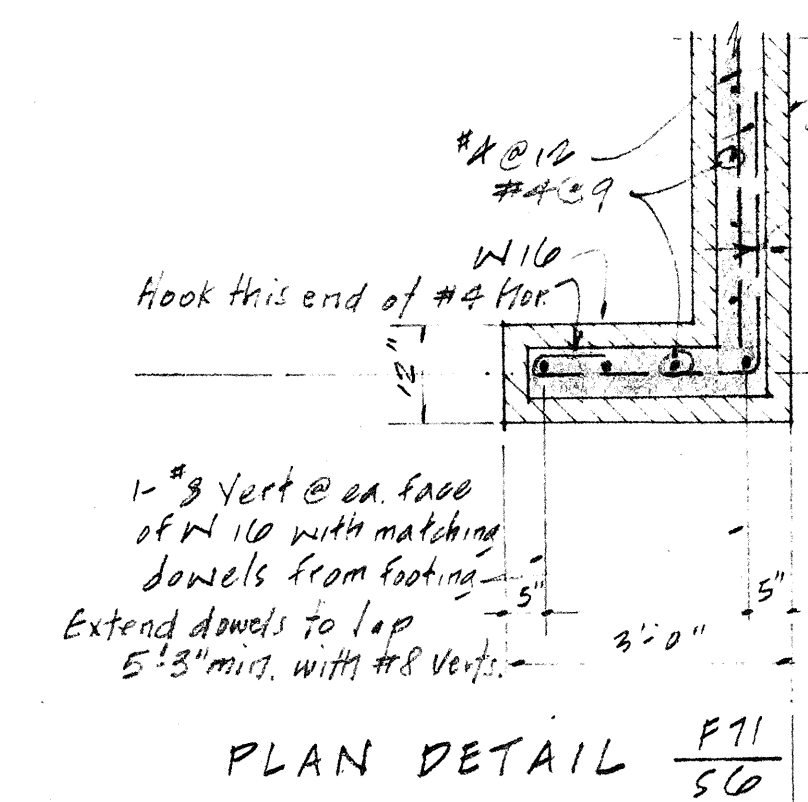 #4@12
#4@9
W16
Hook this end of #4 Hor.
12"
1-#8 Vert @ ea. face
of W 16 with matching
dowels from footing
Extend dowels to lap
5'-3" min. with #8 Verts.
5"
5"
3'-0"
PLAN DETAIL
F71
S6